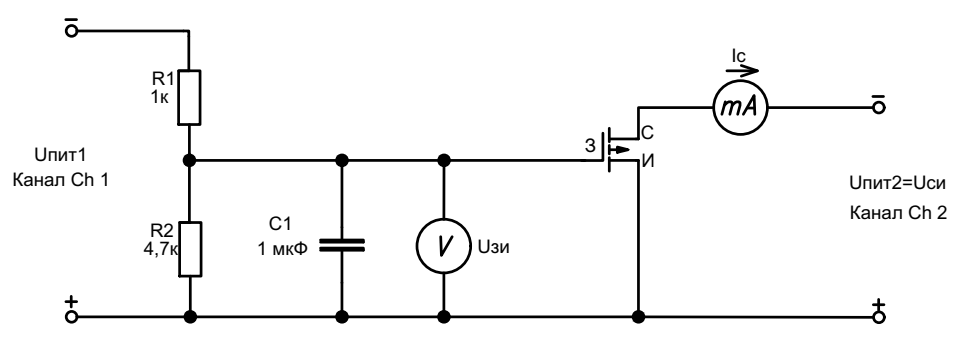 −
R1
1к
Uпит1
Канал Ch 1
R2
4,7к
C1
1 мкФ
V
Uзи
З
С
И
Iс
mA
−
Uпит2=Uси
Канал Ch 2
+
+